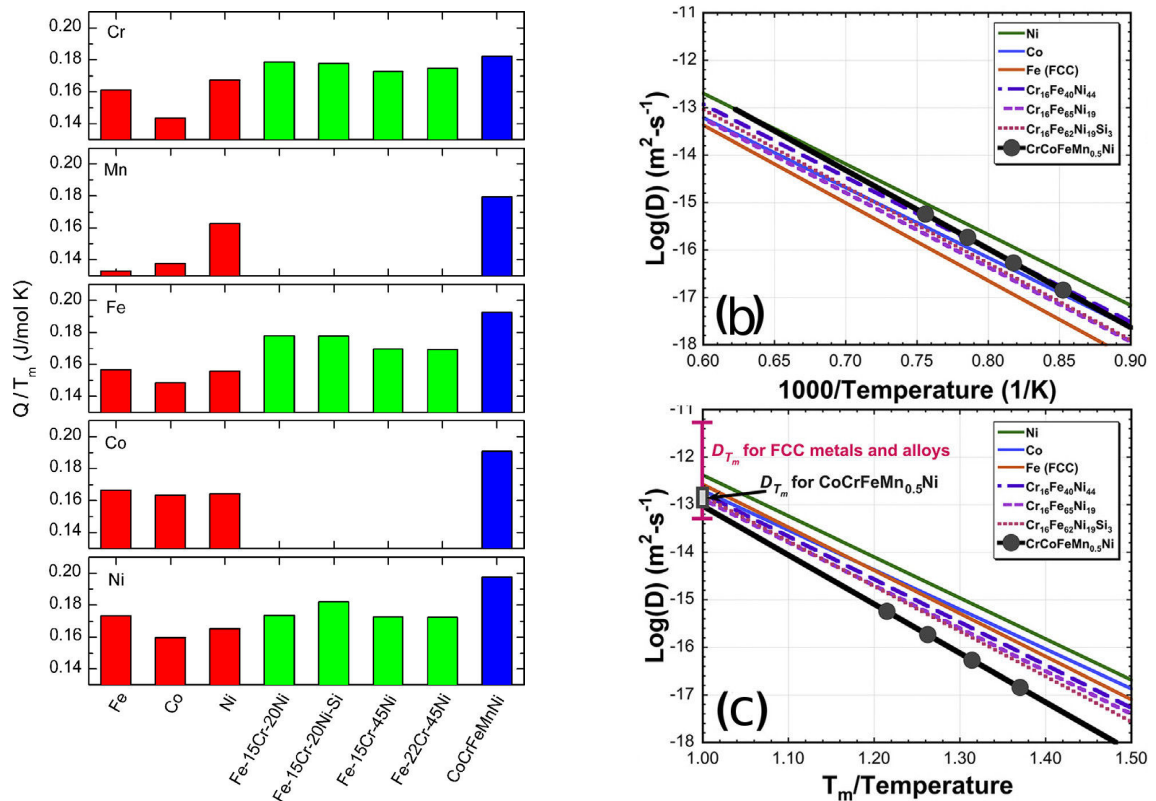 Q / Tm (J/mol K)
Cr
0.20
0.18
0.16
0.14
Mn
0.20
0.18
0.16
0.14
Fe
0.20
0.18
0.16
0.14
Co
0.20
0.18
0.16
0.14
Ni
0.20
0.18
0.16
0.14
Fe
Co
Ni
Fe-15Cr-20Ni
Fe-15Cr-20Ni-Si
Fe-15Cr-45Ni
Fe-22Cr-45Ni
CoCrFeMnNi
(b)
Log(D) (m²-s⁻¹)
-11
-12
-13
-14
-15
-16
-17
-18
0.60 0.65 0.70 0.75 0.80 0.85 0.90
1000/Temperature (1/K)
Ni
Co
Fe (FCC)
Cr₁₆Fe₄₀Ni₄₄
Cr₁₆Fe₆₅Ni₁₉
Cr₁₆Fe₆₂Ni₁₉Si₃
CrCoFeMn₀.₅Ni
(c)
Log(D) (m²-s⁻¹)
-11
-12
-13
-14
-15
-16
-17
-18
1.00 1.10 1.20 1.30 1.40 1.50
Tm/Temperature
DTm for FCC metals and alloys
DTm for CoCrFeMn₀.₅Ni
Ni
Co
Fe (FCC)
Cr₁₆Fe₄₀Ni₄₄
Cr₁₆Fe₆₅Ni₁₉
Cr₁₆Fe₆₂Ni₁₉Si₃
CrCoFeMn₀.₅Ni